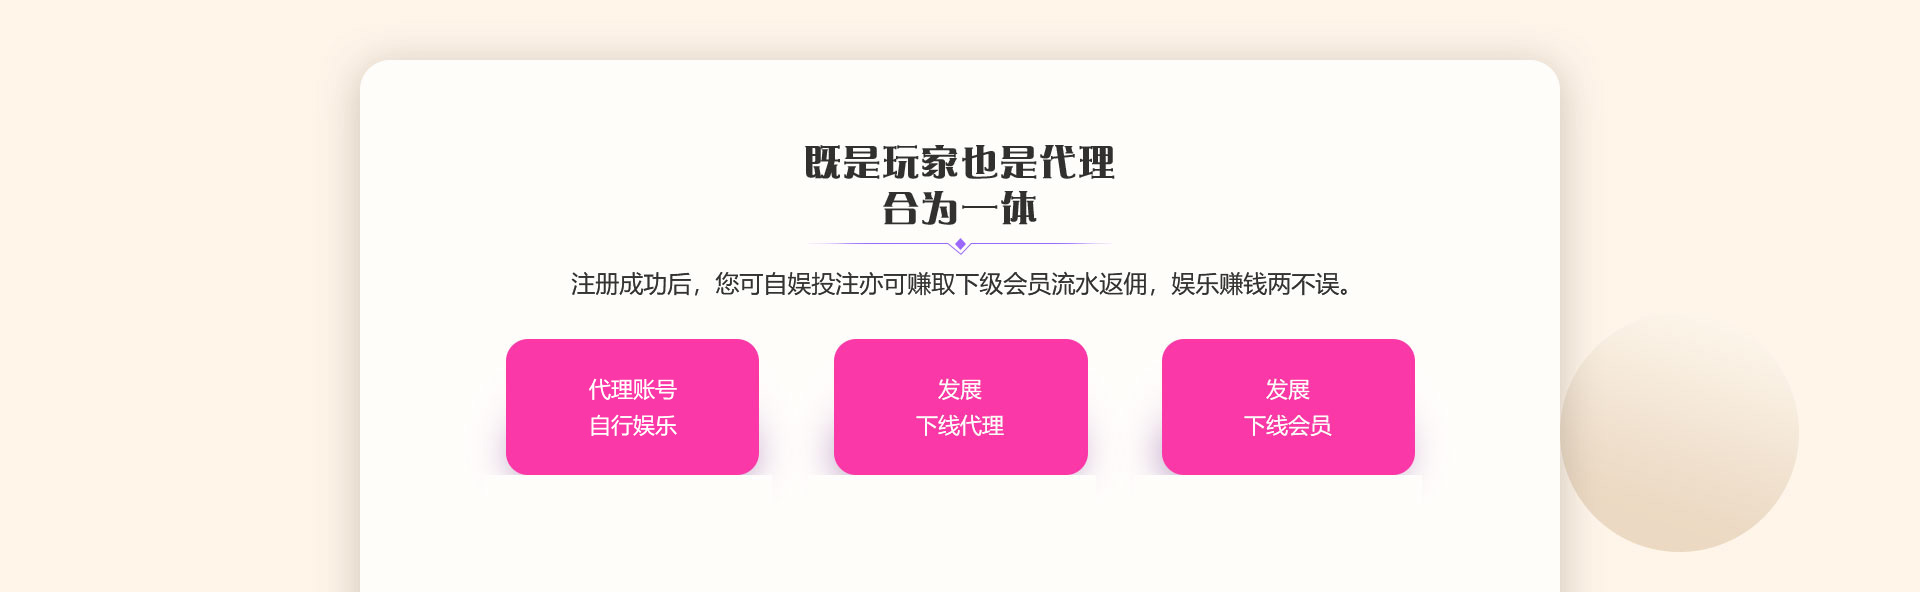 既是玩家也是代理
合为一体
注册成功后，您可自娱投注亦可赚取下级会员流水返佣，娱乐赚钱两不误。
代理账号
自行娱乐
发展
下线代理
发展
下线会员